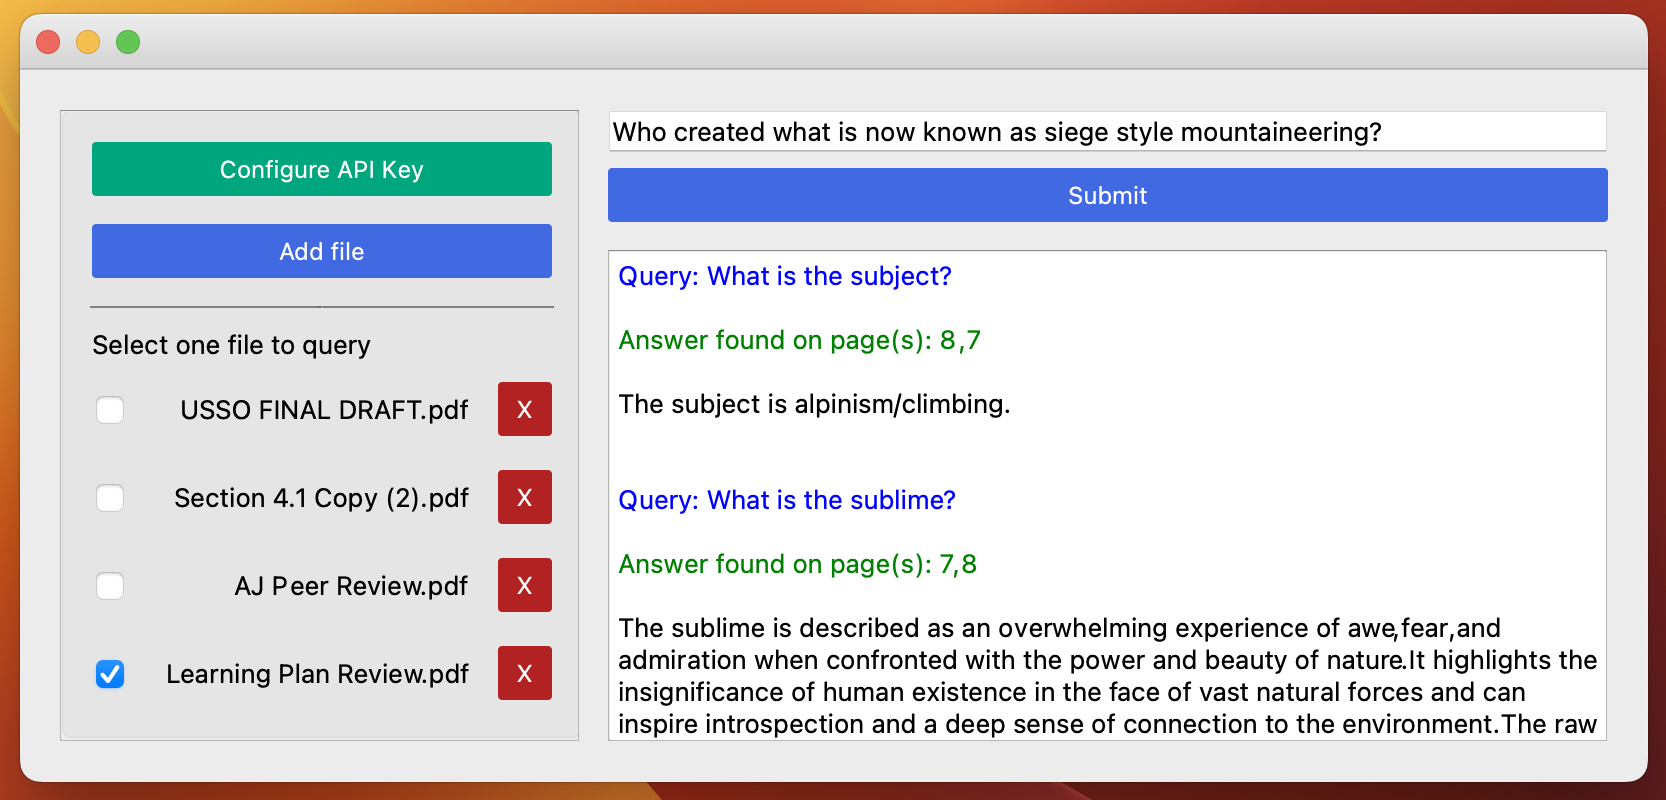 Configure API Key
Add file
Select one file to query
USSO FINAL DRAFT.pdf X
Section 4.1 Copy (2).pdf X
AJ Peer Review.pdf X
Learning Plan Review.pdf X
Who created what is now known as siege style mountaineering?
Submit
Query: What is the subject?
Answer found on page(s): 8,7
The subject is alpinism/climbing.
Query: What is the sublime?
Answer found on page(s): 7,8
The sublime is described as an overwhelming experience of awe,fear,and
admiration when confronted with the power and beauty of nature.It highlights the
insignificance of human existence in the face of vast natural forces and can
inspire introspection and a deep sense of connection to the environment.The raw